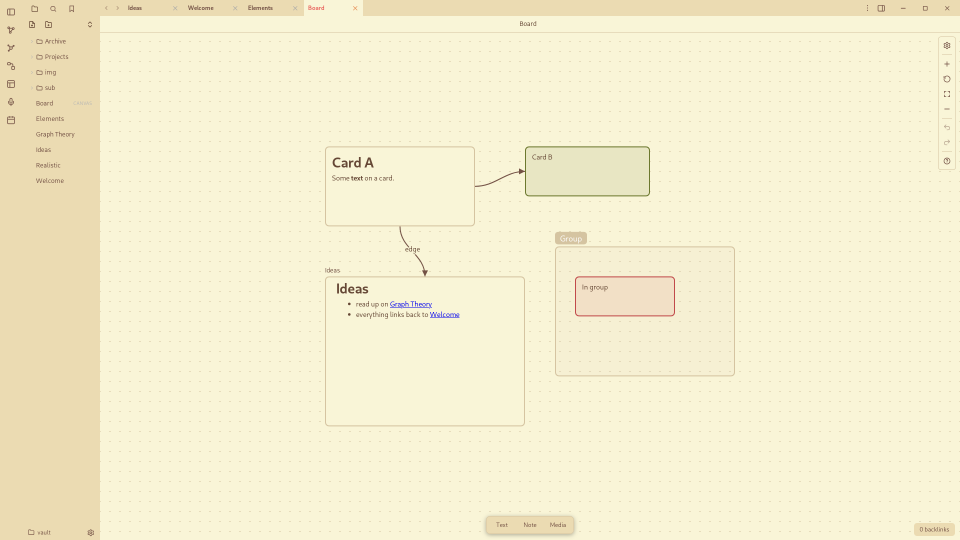 Ideas
Welcome
Elements
Board
Board
Archive
Projects
img
sub
Board
CANVAS
Elements
Graph Theory
Ideas
Realistic
Welcome
Card A
Some text on a card.
Card B
edge
Group
In group
Ideas
Ideas
read up on Graph Theory
everything links back to Welcome
Text
Note
Media
vault
0 backlinks